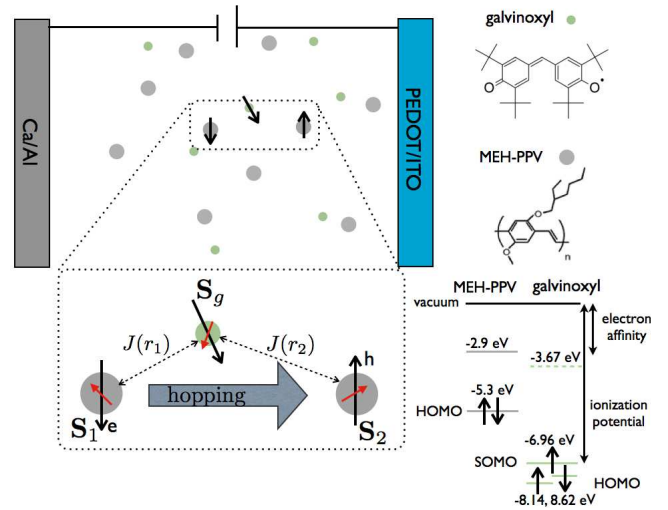 galvinoxyl
Ca/Al
PEDOT/ITO
O
O•
MEH-PPV
O
O
n
S_g
J(r_1)
J(r_2)
h
hopping
S_1
e
S_2
MEH-PPV galvinoxyl
vacuum
electron
affinity
-2.9 eV
-3.67 eV
-5.3 eV
HOMO
ionization
potential
-6.96 eV
SOMO
HOMO
-8.14, 8.62 eV